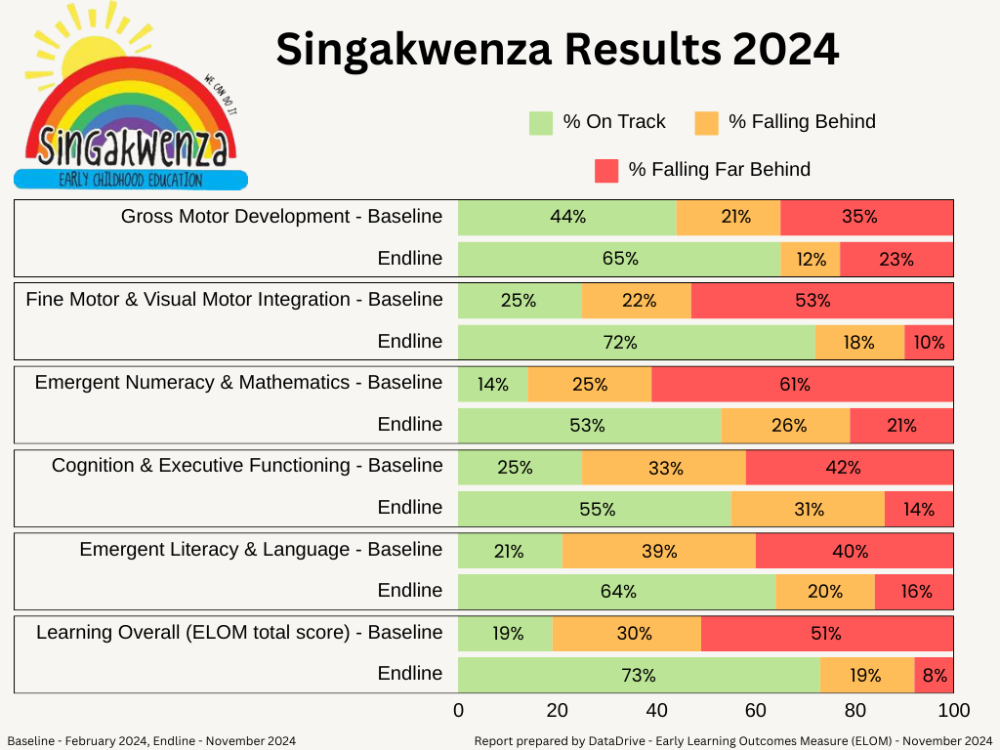 Singakwenza Results 2024
WE CAN DO IT
Singakwenza
EARLY CHILDHOOD EDUCATION
% On Track
% Falling Behind
% Falling Far Behind
Gross Motor Development - Baseline 44% 21% 35%
Endline 65% 12% 23%
Fine Motor & Visual Motor Integration - Baseline 25% 22% 53%
Endline 72% 18% 10%
Emergent Numeracy & Mathematics - Baseline 14% 25% 61%
Endline 53% 26% 21%
Cognition & Executive Functioning - Baseline 25% 33% 42%
Endline 55% 31% 14%
Emergent Literacy & Language - Baseline 21% 39% 40%
Endline 64% 20% 16%
Learning Overall (ELOM total score) - Baseline 19% 30% 51%
Endline 73% 19% 8%
0 20 40 60 80 100
Baseline - February 2024, Endline - November 2024
Report prepared by DataDrive - Early Learning Outcomes Measure (ELOM) - November 2024